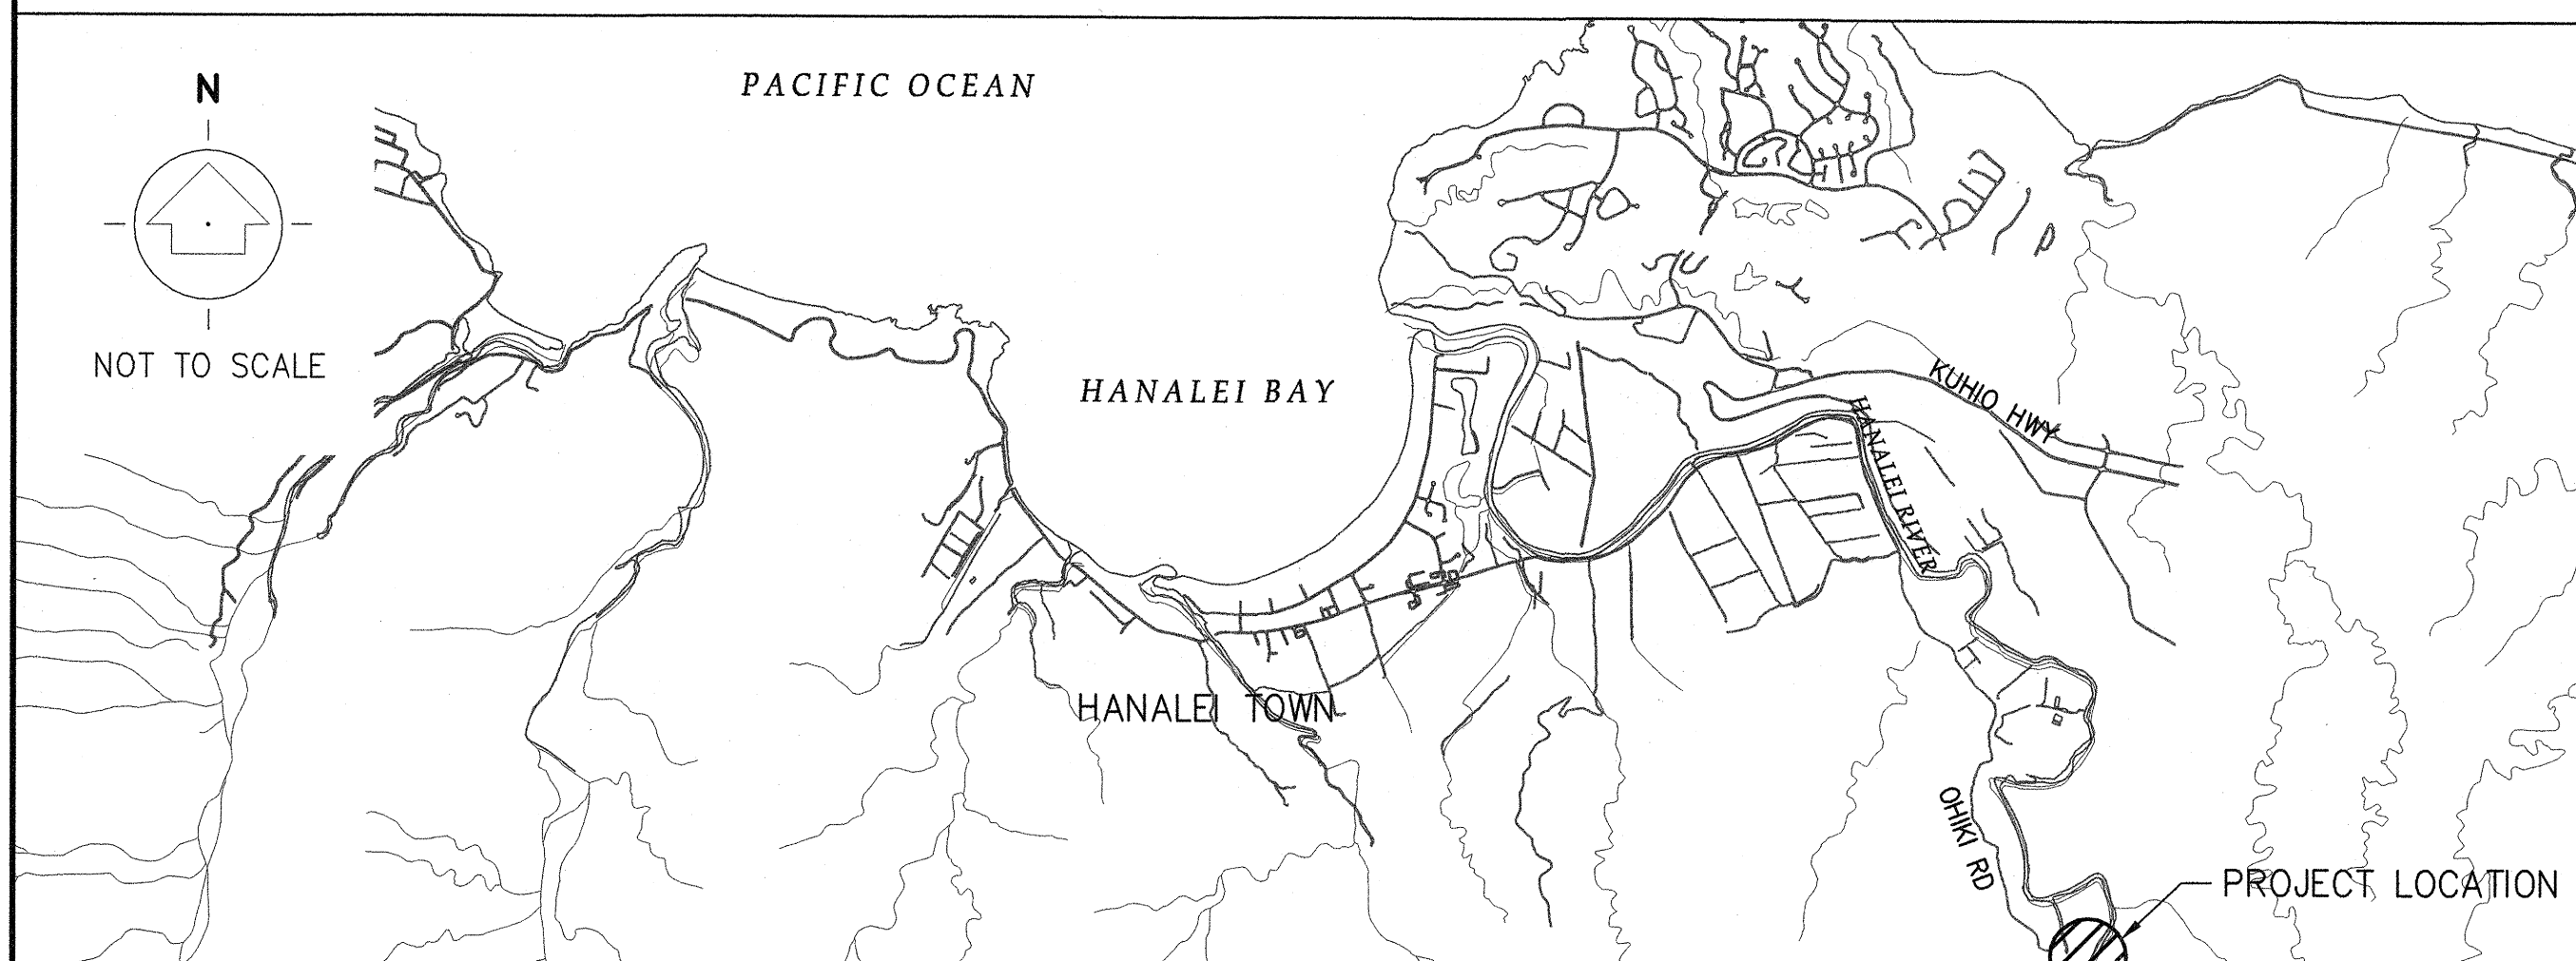 N
PACIFIC OCEAN
NOT TO SCALE
HANALEI BAY
KUHIO HWY
HANALEI RIVER
HANALEI TOWN
OHIKI RD
PROJECT LOCATION